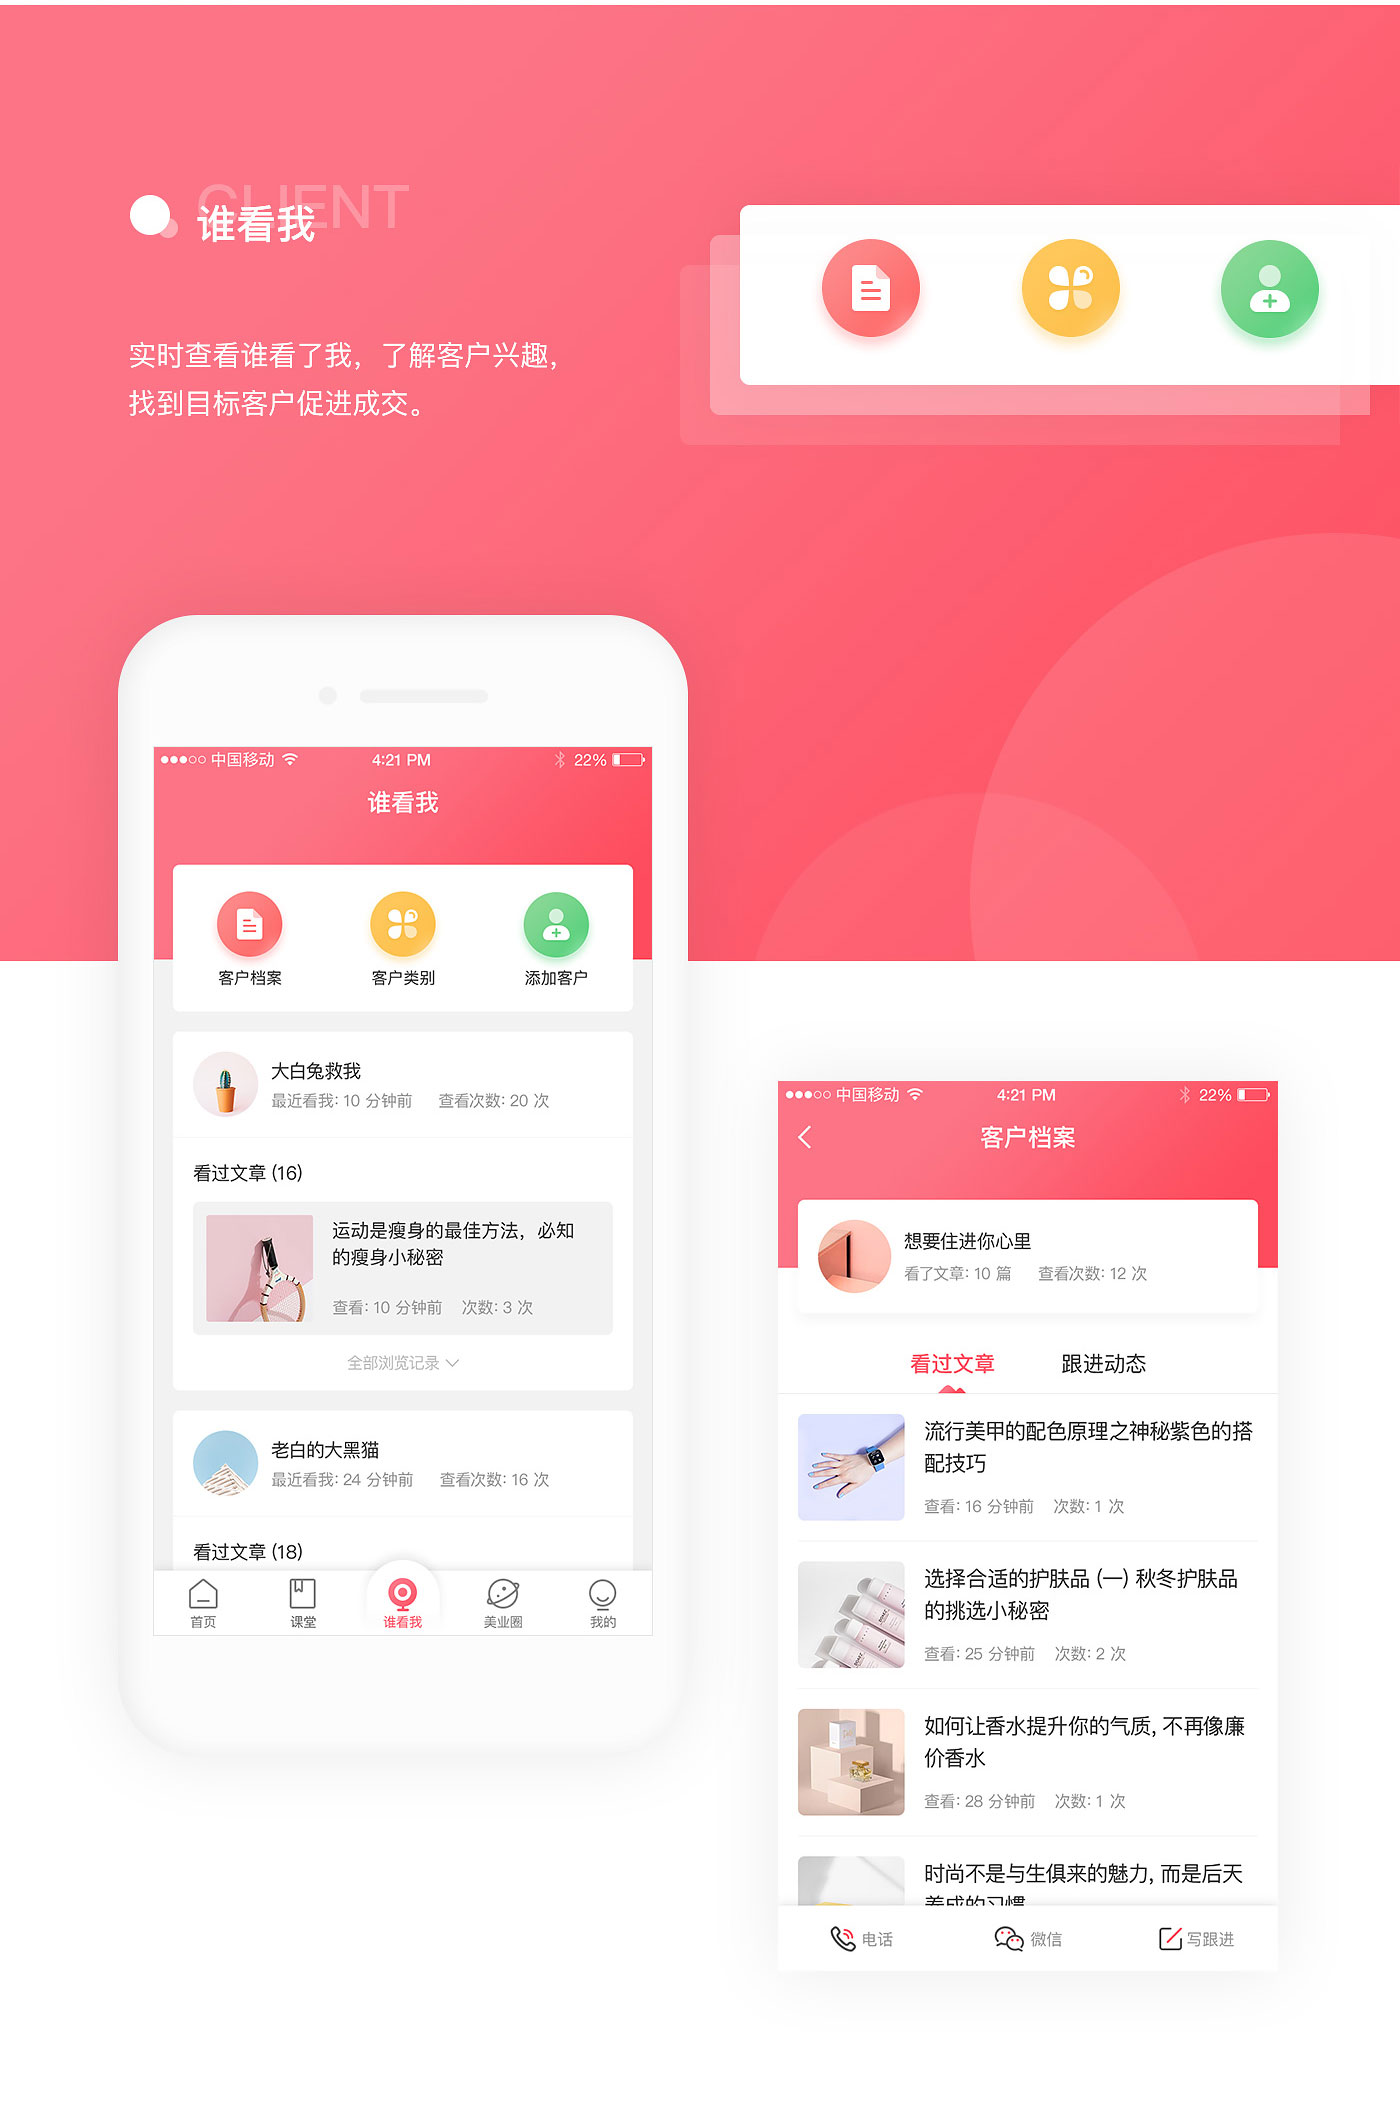 CLIENT
谁看我
实时查看谁看了我，了解客户兴趣，
找到目标客户促进成交。
中国移动 4:21 PM 22%
谁看我
客户档案 客户类别 添加客户
大白兔救我
最近看我: 10 分钟前 查看次数: 20 次
看过文章 (16)
运动是瘦身的最佳方法，必知
的瘦身小秘密
查看: 10 分钟前 次数: 3 次
全部浏览记录
老白的大黑猫
最近看我: 24 分钟前 查看次数: 16 次
看过文章 (18)
首页 课堂 谁看我 美业圈 我的
中国移动 4:21 PM 22%
客户档案
想要住进你心里
看了文章: 10 篇 查看次数: 12 次
看过文章 跟进动态
流行美甲的配色原理之神秘紫色的搭
配技巧
查看: 16 分钟前 次数: 1 次
选择合适的护肤品 (一) 秋冬护肤品
的挑选小秘密
查看: 25 分钟前 次数: 2 次
如何让香水提升你的气质, 不再像廉
价香水
查看: 28 分钟前 次数: 1 次
时尚不是与生俱来的魅力, 而是后天
养成的习惯
电话 微信 写跟进